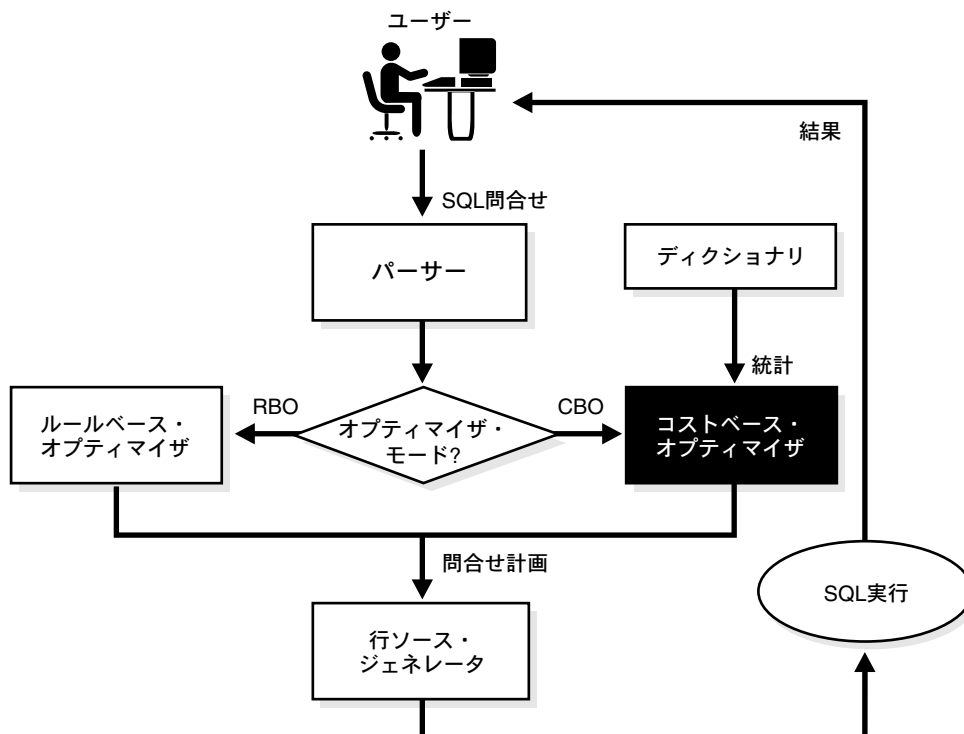 ユーザー
結果
SQL問合せ
パーサー
ディクショナリ
統計
RBO
CBO
ルールベース・
オプティマイザ
オプティマイザ・
モード?
コストベース・
オプティマイザ
問合せ計画
SQL実行
行ソース・
ジェネレータ